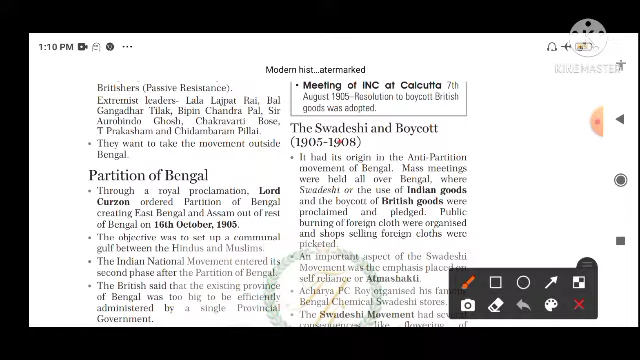 1:10 PM
KINEMASTER
Modern hist...atermarked
Britishers (Passive Resistance).
Extremist leaders- Lala Lajpat Rai, Bal
Gangadhar Tilak, Bipin Chandra Pal, Sir
Aurobindo Ghosh, Chakravarti Bose,
T Prakasham and Chidambaram Pillai.
• They want to take the movement outside
Bengal.
Partition of Bengal
• Through a royal proclamation, Lord
Curzon ordered Partition of Bengal
creating East Bengal and Assam out of rest
of Bengal on 16th October, 1905.
• The objective was to set up a communal
gulf between the Hindus and Muslims.
• The Indian National Movement entered its
second phase after the Partition of Bengal.
• The British said that the existing province
of Bengal was too big to be efficiently
administered by a single Provincial
Government.
• Meeting of INC at Calcutta 7th
August 1905-Resolution to boycott British
goods was adopted.
The Swadeshi and Boycott
(1905-1908)
• It had its origin in the Anti-Partition
movement of Bengal. Mass meetings
were held all over Bengal, where
Swadeshi or the use of Indian goods
and the boycott of British goods were
proclaimed and pledged. Public
burning of foreign cloth were organised
and shops selling foreign cloths were
picketed.
• An important aspect of the Swadeshi
Movement was the emphasis placed on
self reliance or Atmashakti.
• Acharya PC Roy organised his famous
Bengal Chemical Swadeshi stores.
• The Swadeshi Movement had several
consequences like flowering of